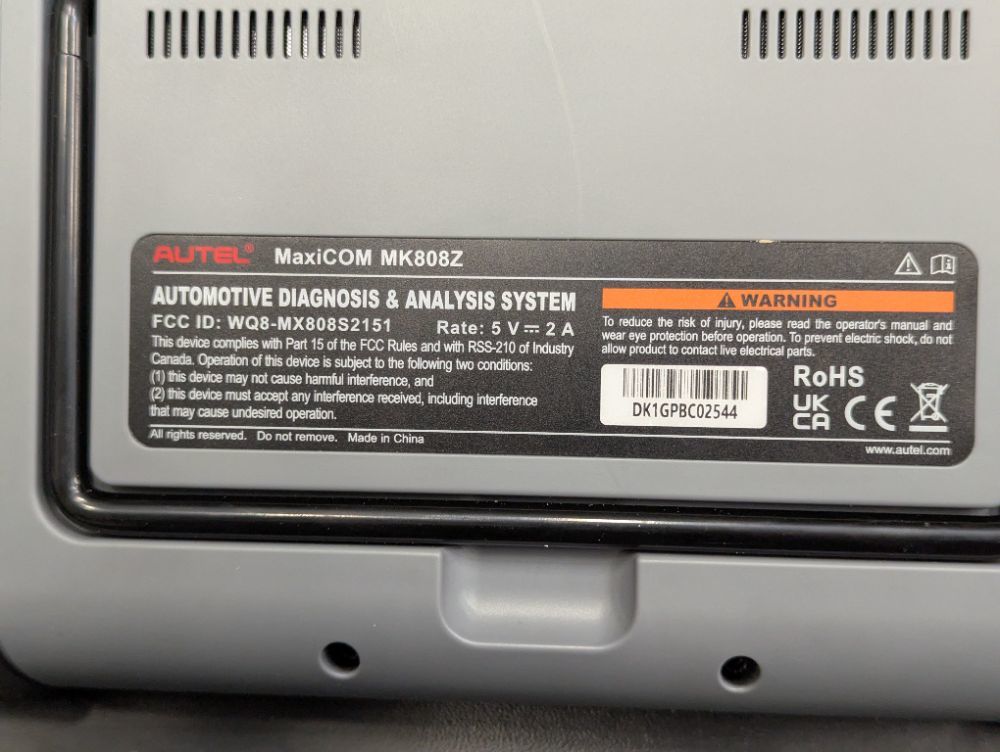 AUTEL® MaxiCOM MK808Z
AUTOMOTIVE DIAGNOSIS & ANALYSIS SYSTEM
FCC ID: WQ8-MX808S2151 Rate: 5 V⎓2 A
This device complies with Part 15 of the FCC Rules and with RSS-210 of Industry
Canada. Operation of this device is subject to the following two conditions:
(1) this device may not cause harmful interference, and
(2) this device must accept any interference received, including interference
that may cause undesired operation.
All rights reserved. Do not remove. Made in China
WARNING
To reduce the risk of injury, please read the operator's manual and
wear eye protection before operation. To prevent electric shock, do not
allow product to contact live electrical parts.
DK1GPBC02544
RoHS
UK
CA CE
www.autel.com